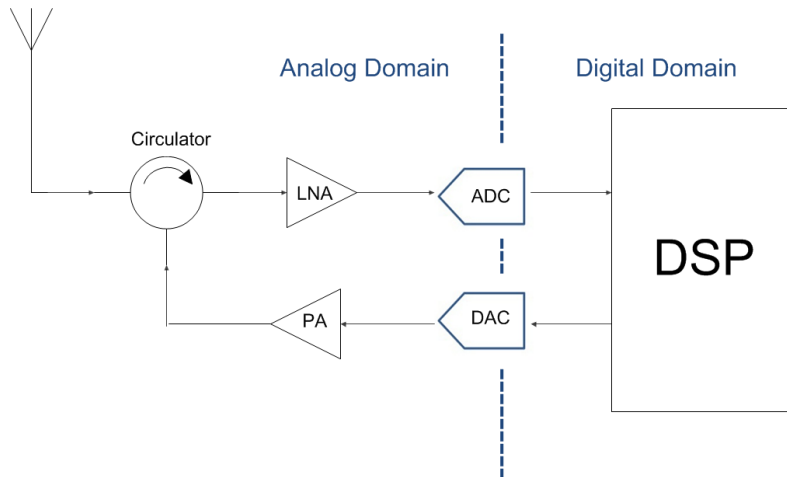 Analog Domain
Digital Domain
Circulator
LNA
ADC
DSP
PA
DAC